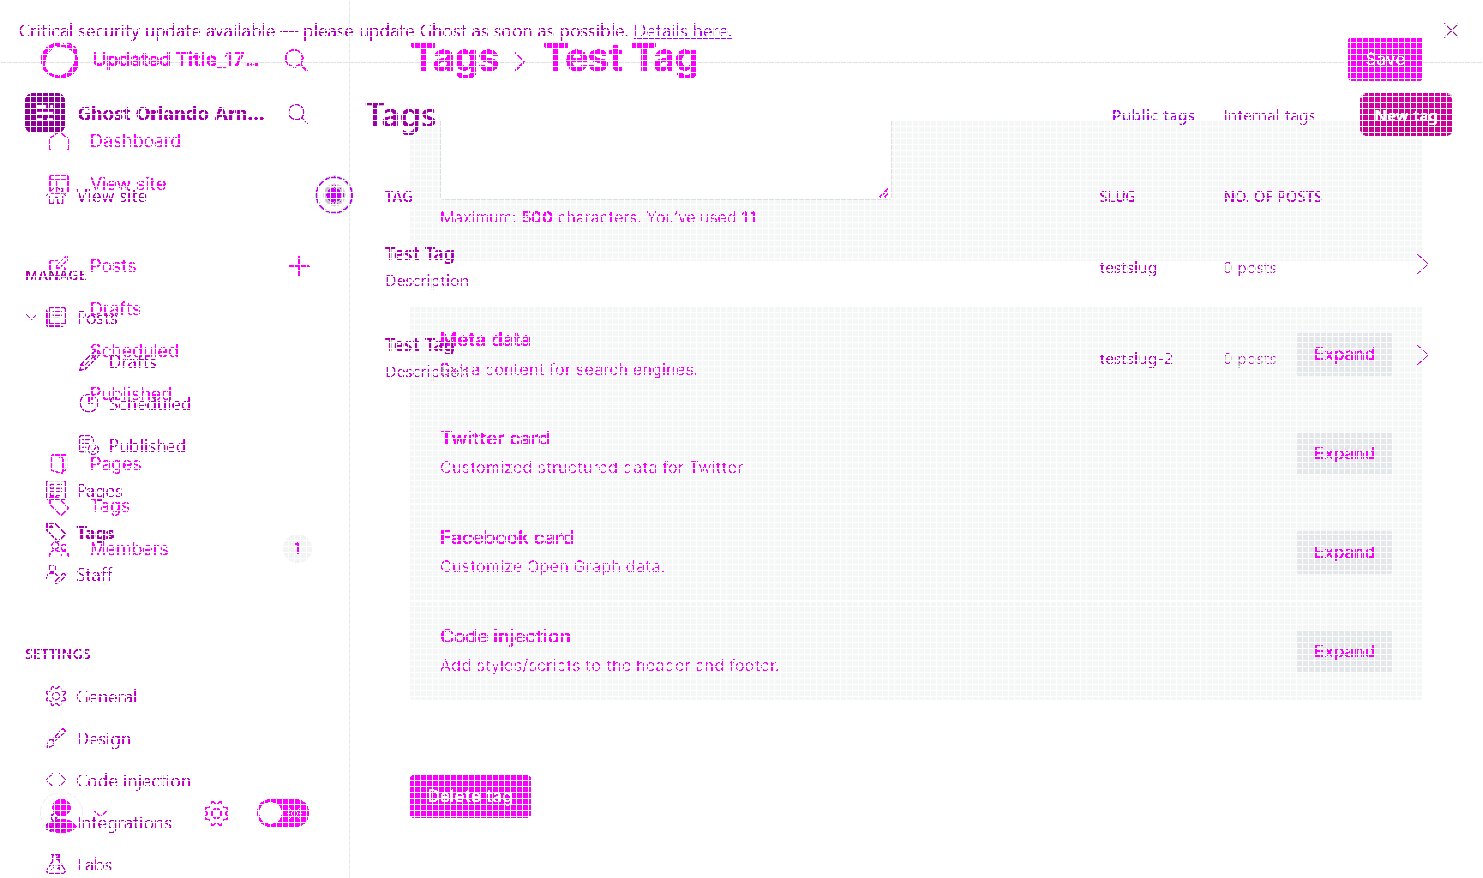 Critical security update available — please update Ghost as soon as possible. Details here.
Updated Title_17...
Tags > Test Tag
Save
Ghost Orlando Arn...
Tags
Public tags
Internal tags
New tag
Dashboard
View site
View site
TAG
SLUG
NO. OF POSTS
Maximum: 500 characters. You've used 11
Posts
MANAGE
Test Tag
Description
testslug
0 posts
Drafts
Posts
Meta data
Test Tag
testslug-2
0 posts
Expand
Scheduled
Drafts
Description
Extra content for search engines.
Published
Scheduled
Twitter card
Published
Pages
Customized structured data for Twitter
Expand
Pages
Tags
Tags
Members
1
Facebook card
Customize Open Graph data.
Expand
Staff
Code injection
Add styles/scripts to the header and footer.
Expand
SETTINGS
General
Design
Code injection
Delete tag
Integrations
Labs